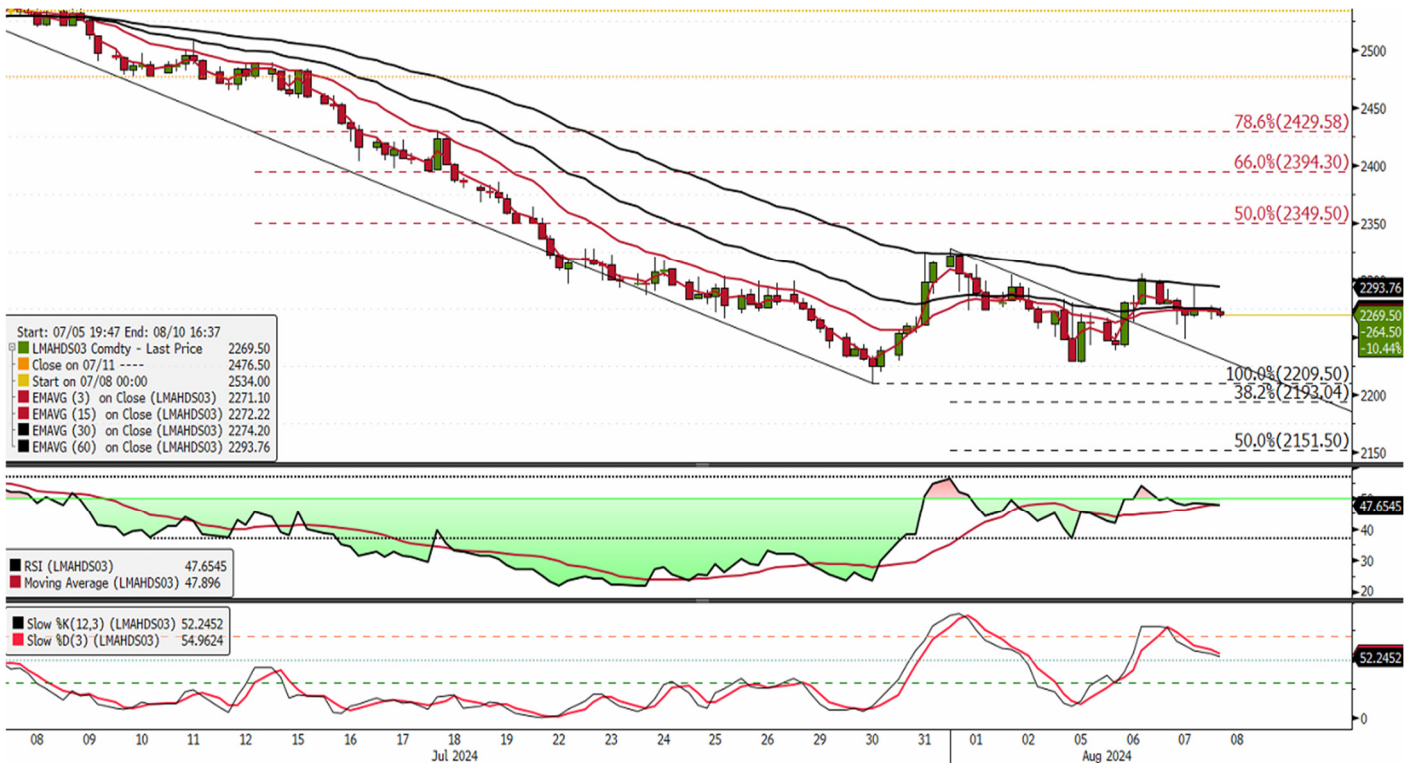 2500
2450
78.6%(2429.58)
2400
66.0%(2394.30)
2350
50.0%(2349.50)
2293.76
2269.50
-264.50
-10.44%
100.0%(2209.50)
2200
38.2%(2193.04)
50.0%(2151.50)
2150
Start: 07/05 19:47 End: 08/10 16:37
LMAHDS03 Comdty - Last Price 2269.50
Close on 07/11 ---- 2476.50
Start on 07/08 00:00 2534.00
EMAVG (3) on Close (LMAHDS03) 2271.10
EMAVG (15) on Close (LMAHDS03) 2272.22
EMAVG (30) on Close (LMAHDS03) 2274.20
EMAVG (60) on Close (LMAHDS03) 2293.76
47.6545
40
30
20
RSI (LMAHDS03) 47.6545
Moving Average (LMAHDS03) 47.896
Slow %K(12,3) (LMAHDS03) 52.2452
Slow %D(3) (LMAHDS03) 54.9624
52.2452
0
08 09 10 11 12 15 16 17 18 19 22 23 24 25 26 29 30 31 01 02 05 06 07 08
Jul 2024 Aug 2024